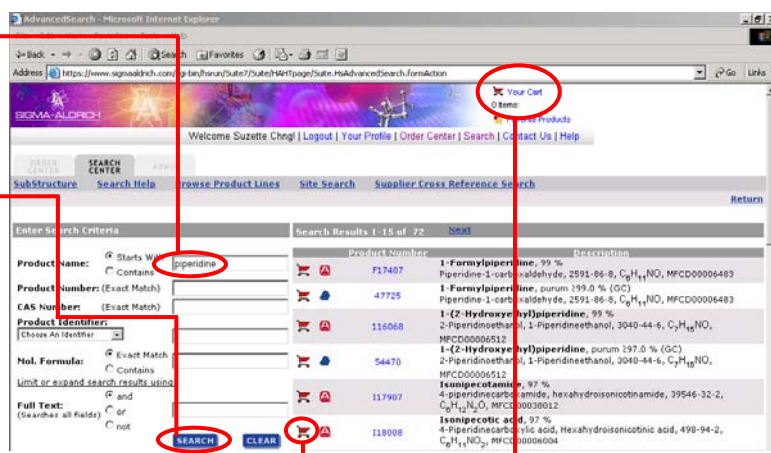 AdvancedSearch - Microsoft Internet Explorer
Help
Back
Search
Favorites
Address
https://www.sigmaaldrich.com/cgi-bin/hsrun/Suite7/Suite/HAHTpage/Suite.HsAdvancedSearch.formAction
Go
Links
Your Cart
0 items:
Products
SIGMA-ALDRICH
Welcome Suzette Chng! | Logout | Your Profile | Order Center | Search | Contact Us | Help
ORDER CENTER
SEARCH CENTER
SubStructure
Search Help
Browse Product Lines
Site Search
Supplier Cross Reference Search
Return
Enter Search Criteria
Search Results 1-15 of 72
Next
Product Number
Description
Product Name:
Starts With
Contains
piperidine
Product Number: (Exact Match)
CAS Number: (Exact Match)
Product Identifier:
Choose An Identifier
Mol. Formula:
Exact Match
Contains
Limit or expand search results using
Full Text:
(Searches all fields)
and
or
not
SEARCH
CLEAR
F17407
1-Formylpiperidine, 99 %
Piperidine-1-carboxaldehyde, 2591-86-8, C6H11NO, MFCD00006483
47725
1-Formylpiperidine, purum ≥99.0 % (GC)
Piperidine-1-carboxaldehyde, 2591-86-8, C6H11NO, MFCD00006483
116068
1-(2-Hydroxyethyl)piperidine, 99 %
2-Piperidinoethanol, 1-Piperidineethanol, 3040-44-6, C7H15NO,
MFCD00006512
54470
1-(2-Hydroxyethyl)piperidine, purum ≥97.0 % (GC)
2-Piperidinoethanol, 1-Piperidineethanol, 3040-44-6, C7H15NO,
MFCD00006512
I17907
Isonipecotamide, 97 %
4-piperidinecarboxamide, hexahydroisonicotinamide, 39546-32-2,
C6H12N2O, MFCD00038012
I18008
Isonipecotic acid, 97 %
4-Piperidinecarboxylic acid, Hexahydroisonicotinic acid, 498-94-2,
C6H11NO2, MFCD00006004